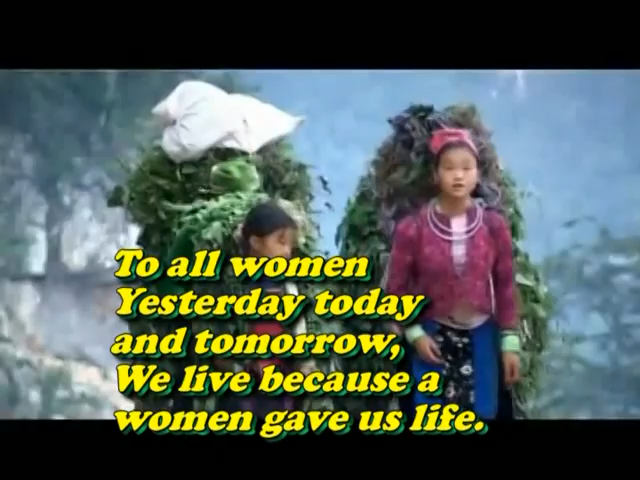 To all women
Yesterday today
and tomorrow,
We live because a
women gave us life.